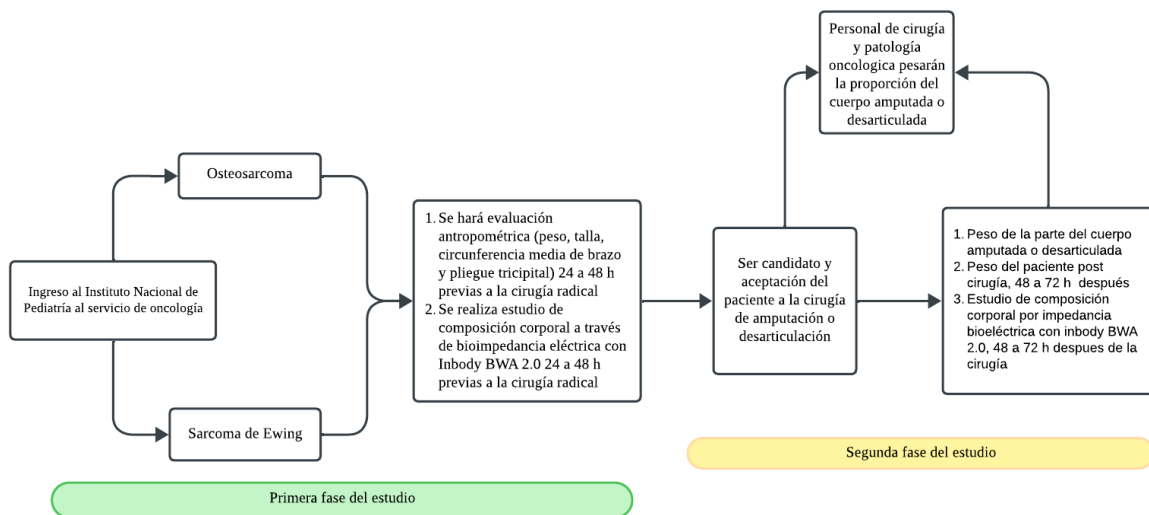 Ingreso al Instituto Nacional de
Pediatría al servicio de oncología
Osteosarcoma
Sarcoma de Ewing
1. Se hará evaluación
antropométrica (peso, talla,
circunferencia media de brazo
y pliegue tricipital) 24 a 48 h
previas a la cirugía radical
2. Se realiza estudio de
composición corporal a través
de bioimpedancia eléctrica con
Inbody BWA 2.0 24 a 48 h
previas a la cirugía radical
Primera fase del estudio
Ser candidato y
aceptación del
paciente a la cirugía
de amputación o
desarticulación
Personal de cirugía
y patología
oncologica pesarán
la proporción del
cuerpo amputada o
desarticulada
1. Peso de la parte del cuerpo
amputada o desarticulada
2. Peso del paciente post
cirugía, 48 a 72 h después
3. Estudio de composición
corporal por impedancia
bioeléctrica con inbody BWA
2.0, 48 a 72 h despues de la
cirugía
Segunda fase del estudio